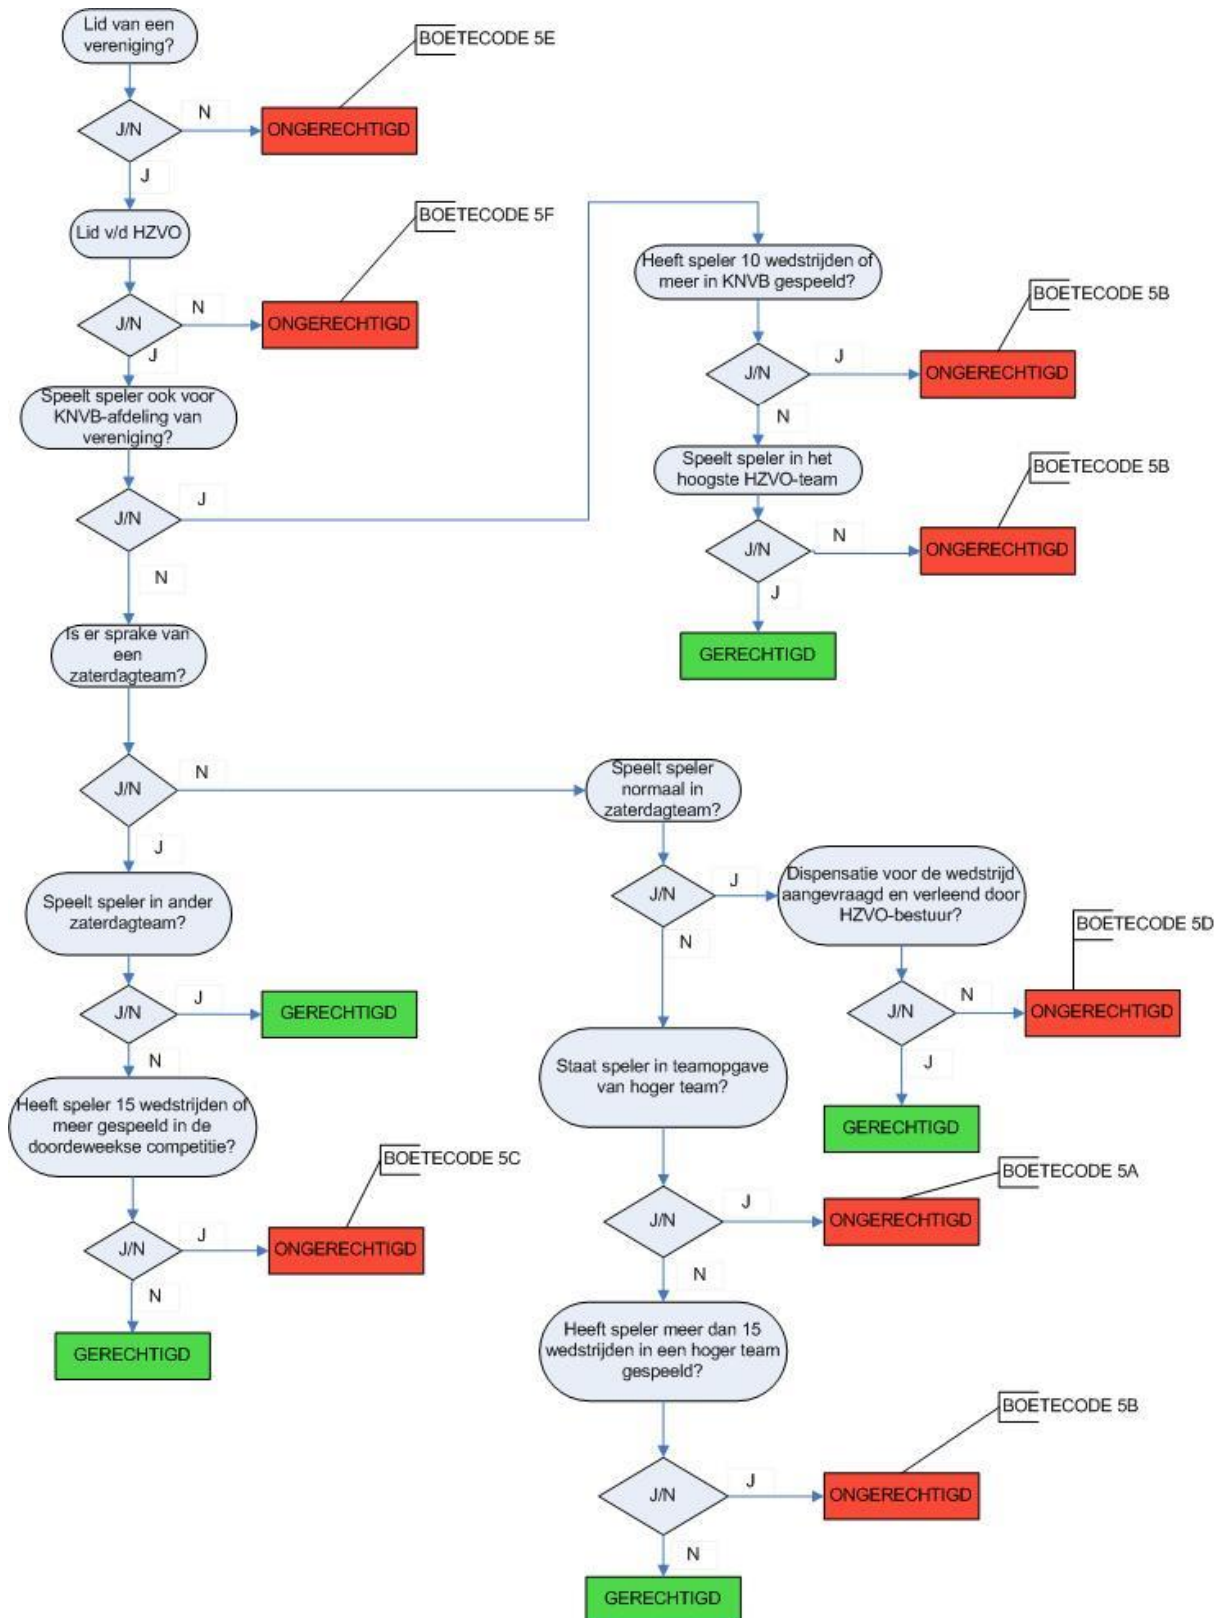 Lid van een
vereniging?
BOETECODE 5E
J/N
N
ONGERECHTIGD
J
Lid v/d HZVO
BOETECODE 5F
J/N
N
ONGERECHTIGD
J
Speelt speler ook voor
KNVB-afdeling van
vereniging?
J/N
J
N
Heeft speler 10 wedstrijden of
meer in KNVB gespeeld?
BOETECODE 5B
J/N
J
ONGERECHTIGD
N
Speelt speler in het
hoogste HZVO-team
BOETECODE 5B
J/N
N
ONGERECHTIGD
J
GERECHTIGD
Is er sprake van
een
zaterdagteam?
J/N
N
J
Speelt speler in ander
zaterdagteam?
J/N
J
GERECHTIGD
N
Heeft speler 15 wedstrijden of
meer gespeeld in de
doordeweekse competitie?
BOETECODE 5C
J/N
J
ONGERECHTIGD
N
GERECHTIGD
Speelt speler
normaal in
zaterdagteam?
J/N
J
N
Dispensatie voor de wedstrijd
aangevraagd en verleend door
HZVO-bestuur?
BOETECODE 5D
J/N
N
ONGERECHTIGD
J
GERECHTIGD
Staat speler in teamopgave
van hoger team?
BOETECODE 5A
J/N
J
ONGERECHTIGD
N
Heeft speler meer dan 15
wedstrijden in een hoger team
gespeeld?
BOETECODE 5B
J/N
J
ONGERECHTIGD
N
GERECHTIGD